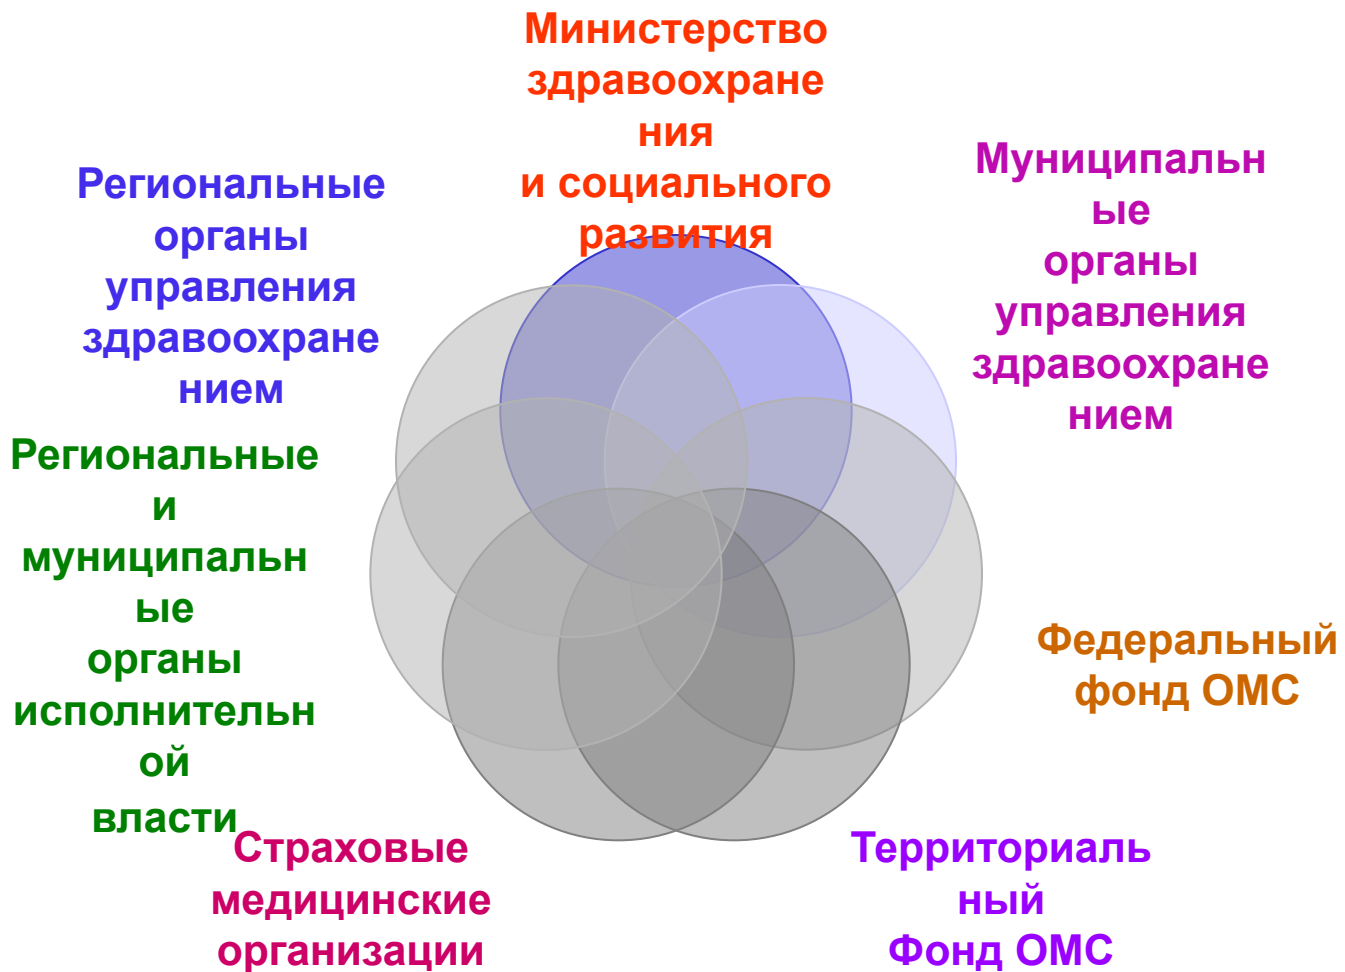 Министерство
здравоохране
ния
и социального
развития
Муниципальн
ые
органы
управления
здравоохране
нием
Региональные
органы
управления
здравоохране
нием
Региональные
и
муниципальн
ые
органы
исполнительн
ой
власти
Федеральный
фонд ОМС
Страховые
медицинские
организации
Территориаль
ный
Фонд ОМС